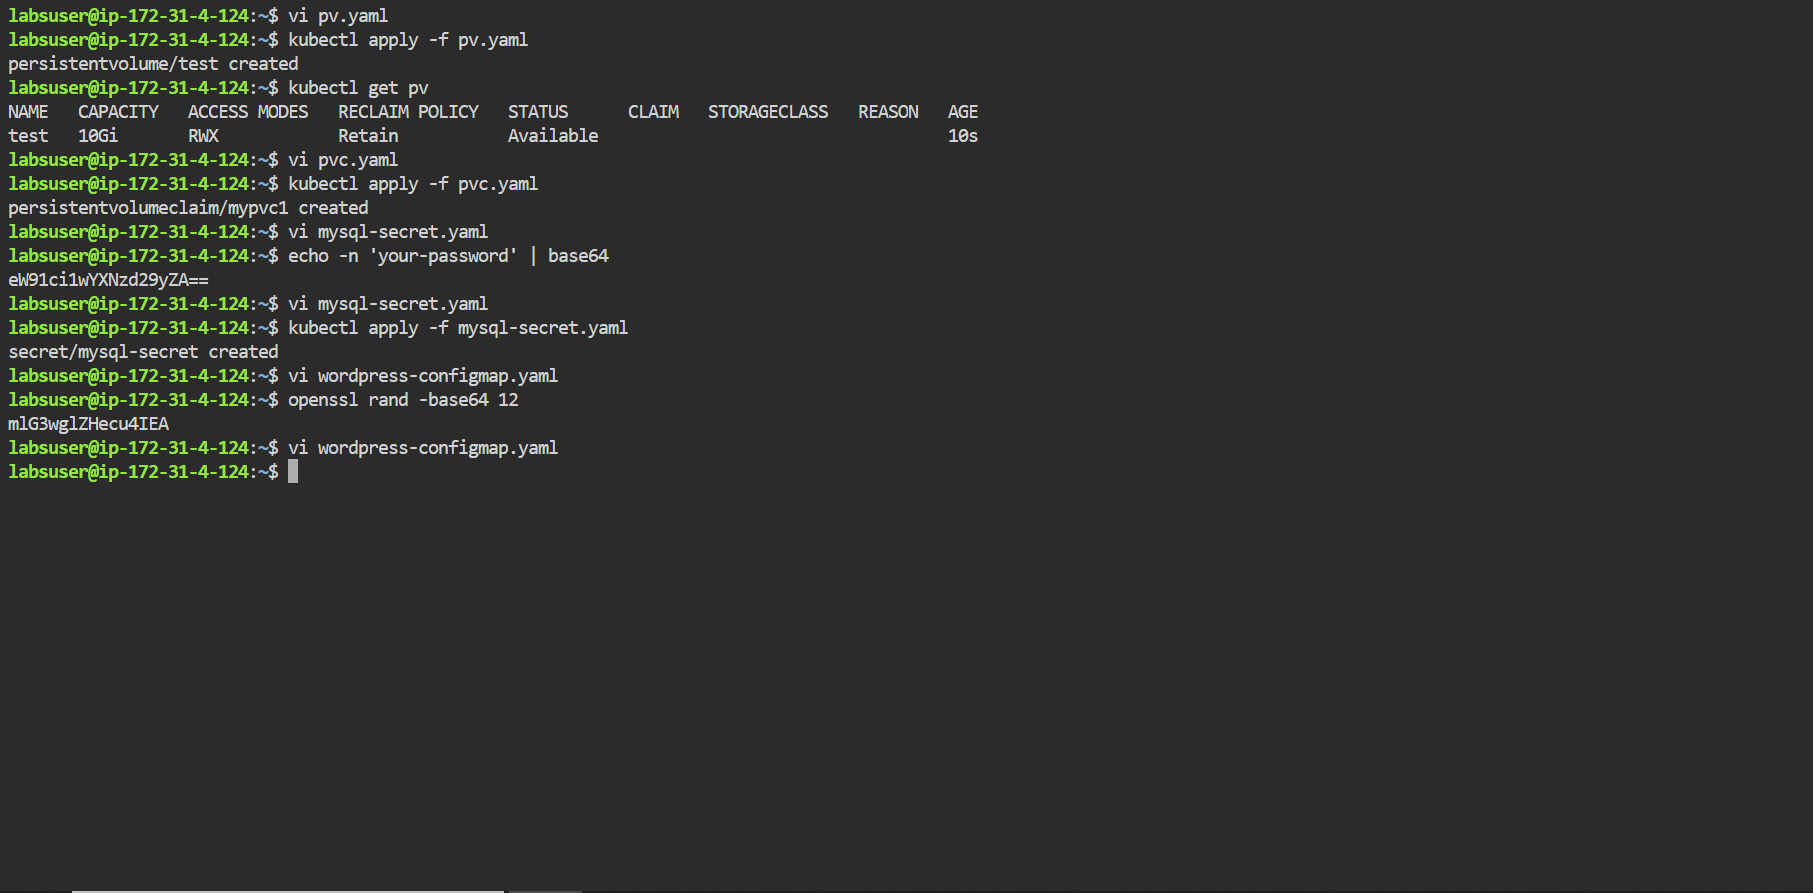 labsuser@ip-172-31-4-124:~$ vi pv.yaml
labsuser@ip-172-31-4-124:~$ kubectl apply -f pv.yaml
persistentvolume/test created
labsuser@ip-172-31-4-124:~$ kubectl get pv
NAME   CAPACITY   ACCESS MODES   RECLAIM POLICY   STATUS      CLAIM   STORAGECLASS   REASON   AGE
test   10Gi       RWX            Retain           Available                                   10s
labsuser@ip-172-31-4-124:~$ vi pvc.yaml
labsuser@ip-172-31-4-124:~$ kubectl apply -f pvc.yaml
persistentvolumeclaim/mypvc1 created
labsuser@ip-172-31-4-124:~$ vi mysql-secret.yaml
labsuser@ip-172-31-4-124:~$ echo -n 'your-password' | base64
eW91ci1wYXNzd29yZA==
labsuser@ip-172-31-4-124:~$ vi mysql-secret.yaml
labsuser@ip-172-31-4-124:~$ kubectl apply -f mysql-secret.yaml
secret/mysql-secret created
labsuser@ip-172-31-4-124:~$ vi wordpress-configmap.yaml
labsuser@ip-172-31-4-124:~$ openssl rand -base64 12
mlG3wglZHecu4IEA
labsuser@ip-172-31-4-124:~$ vi wordpress-configmap.yaml
labsuser@ip-172-31-4-124:~$